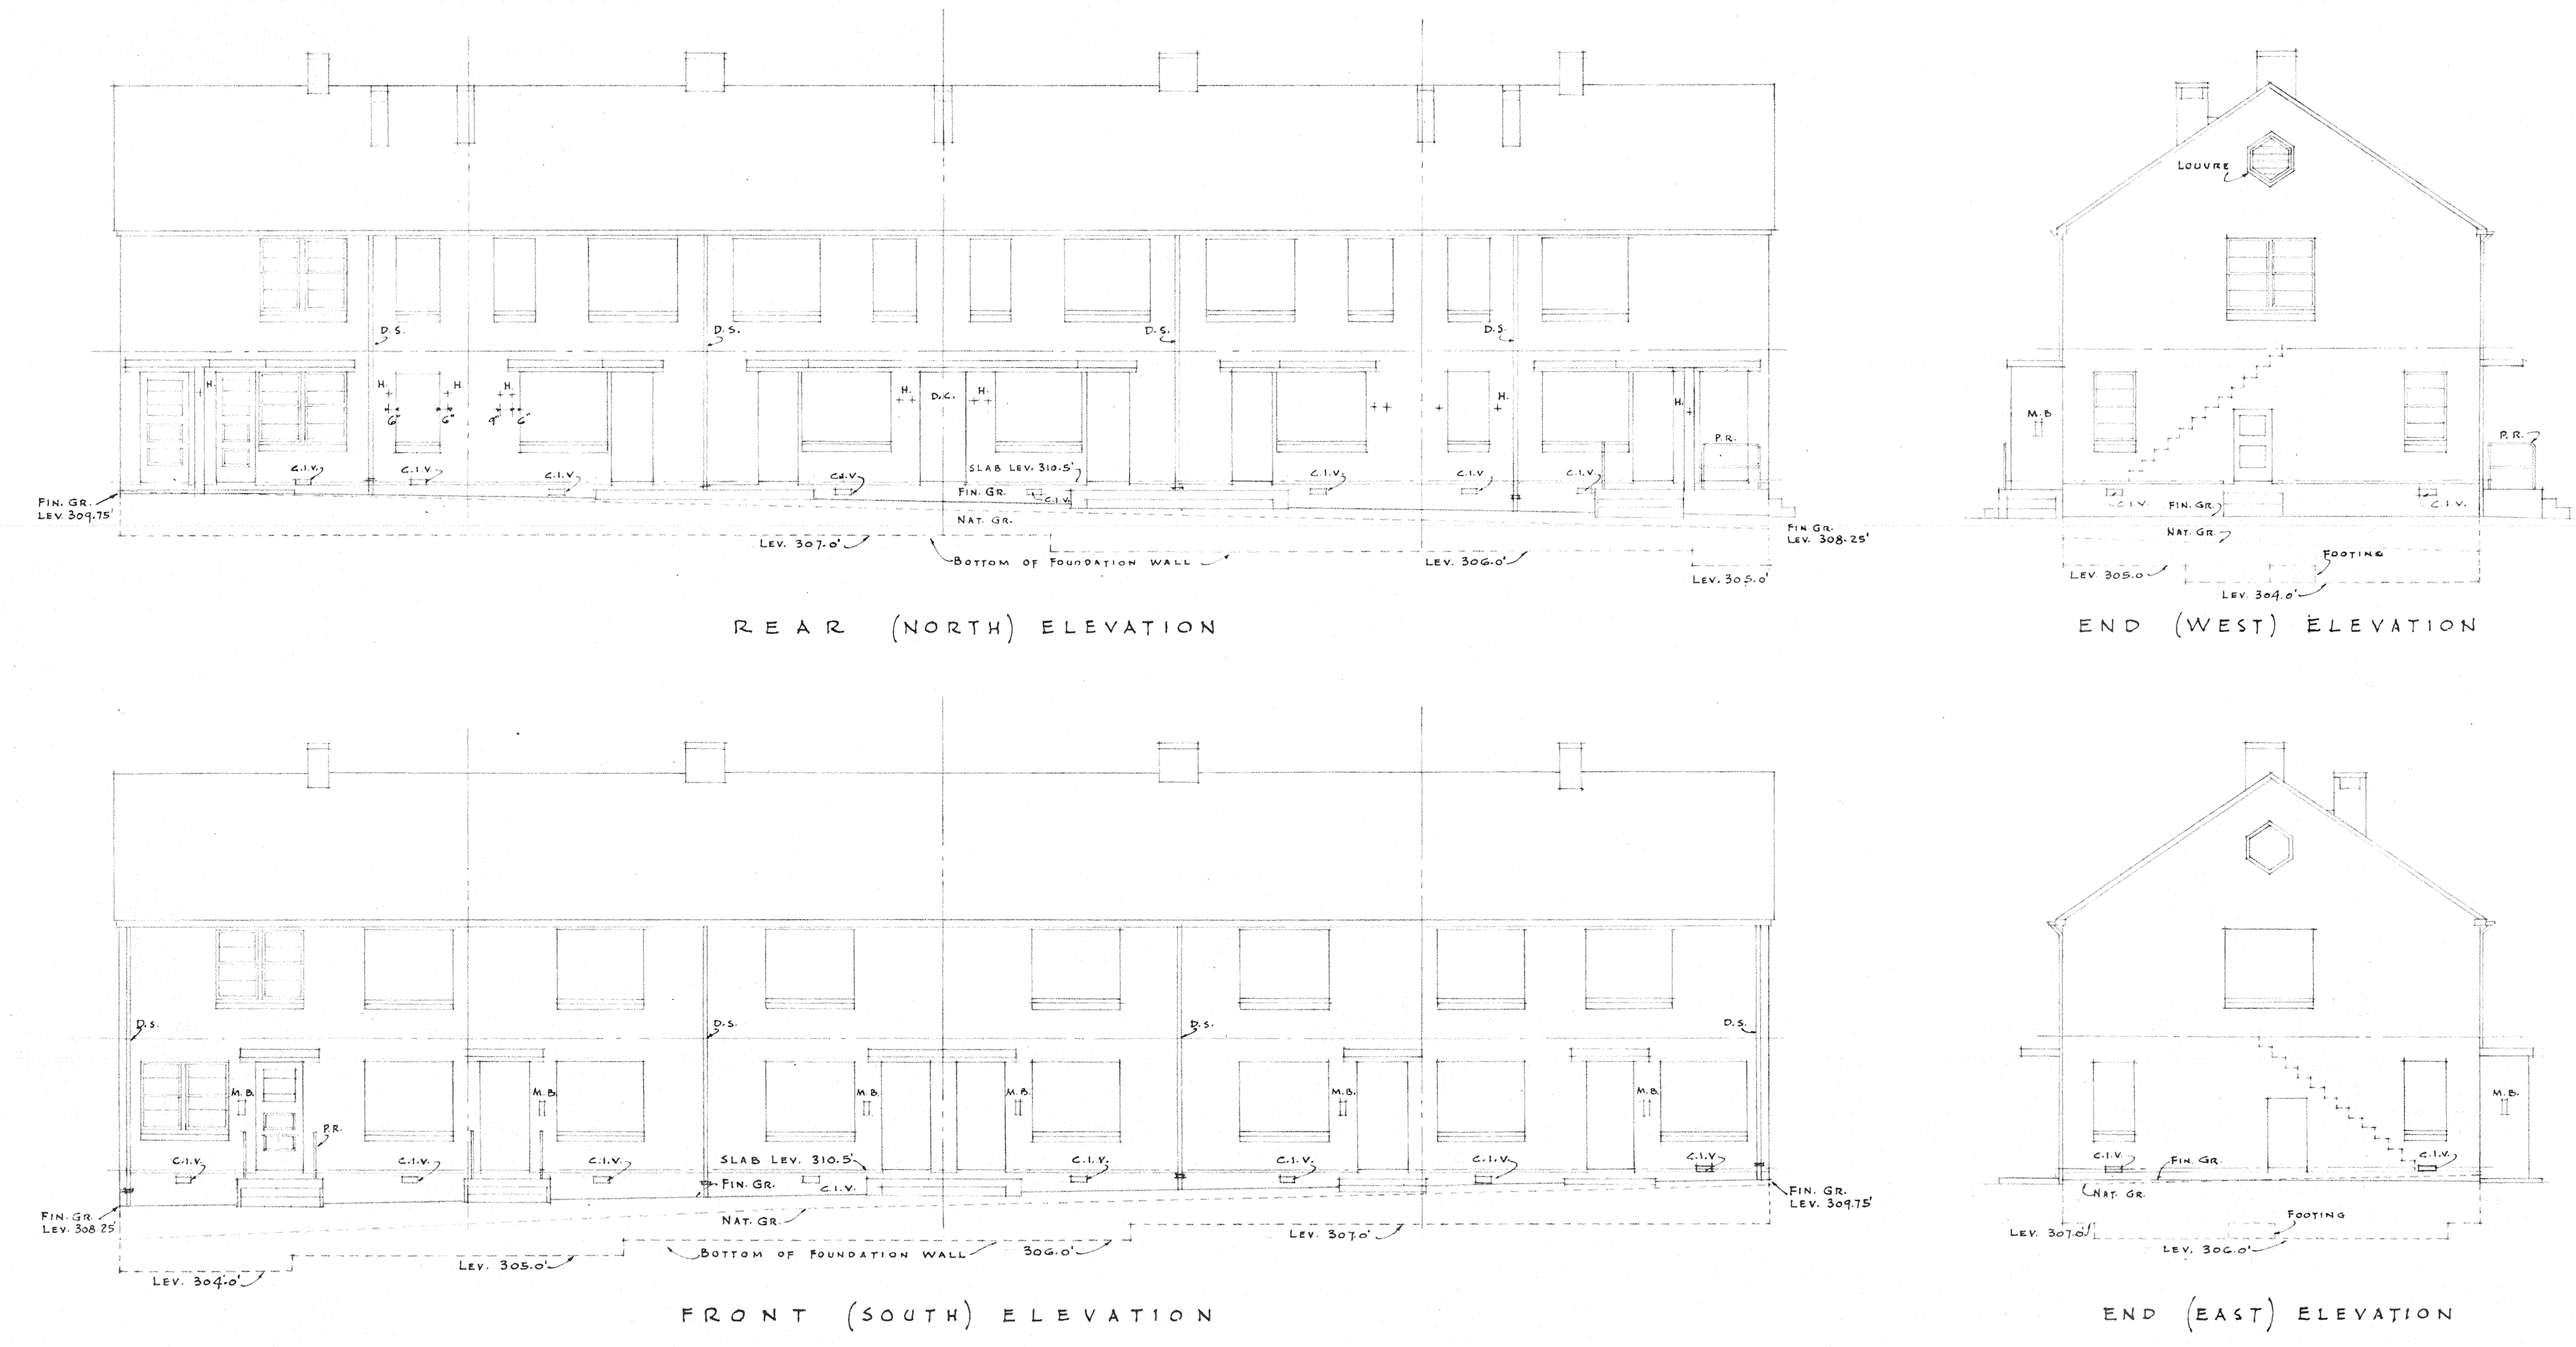 LOUVRE
D.S.
D.S.
D.S.
D.S.
H.
H.
H.
H.
H.
D.C.
H.
H.
H.
6"
6"
9"
6"
M.B
P.R.
P.R.
C.I.V.
C.I.V.
C.I.V.
C.I.V.
SLAB LEV. 310.5'
C.I.V.
C.I.V
C.I.V.
FIN. GR.
C.I.V.
C.I.V.
FIN. GR.
C.I.V.
FIN. GR.
LEV. 309.75'
NAT. GR.
FIN. GR.
LEV. 308.25'
NAT. GR.
LEV. 307.0'
BOTTOM OF FOUNDATION WALL
LEV. 306.0'
LEV. 305.0'
FOOTING
LEV. 305.0
LEV. 304.0'
REAR (NORTH) ELEVATION
END (WEST) ELEVATION
D.S.
D.S.
D.S.
D.S.
M.B.
M.B.
M.B.
M.B.
M.B.
M.B.
M.B.
P.R.
C.I.V.
C.I.V.
C.I.V.
SLAB LEV. 310.5'
C.I.V.
C.I.V.
C.I.V.
C.I.V.
C.I.V.
FIN. GR.
C.I.V.
FIN. GR.
C.I.V.
FIN. GR.
LEV. 308.25'
NAT. GR.
FIN. GR.
LEV. 309.75'
NAT. GR.
LEV. 304.0'
LEV. 305.0'
BOTTOM OF FOUNDATION WALL
306.0'
LEV. 307.0'
LEV. 307.0'
FOOTING
LEV. 306.0'
FRONT (SOUTH) ELEVATION
END (EAST) ELEVATION